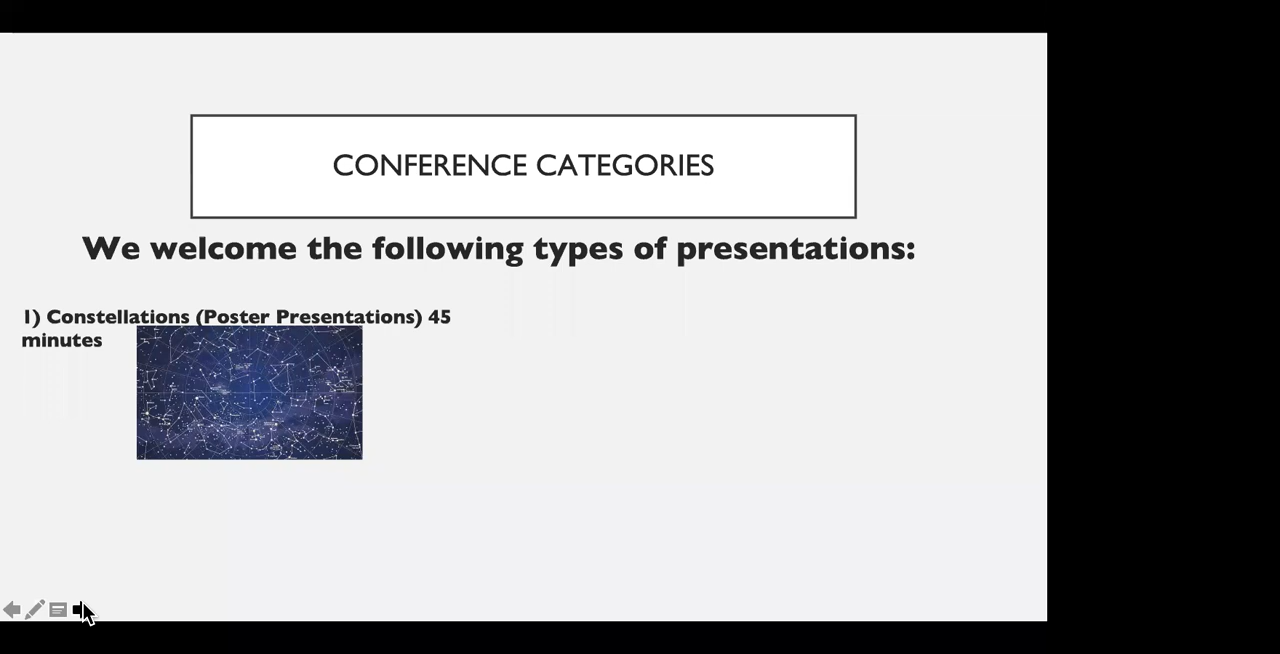 CONFERENCE CATEGORIES
We welcome the following types of presentations:
1) Constellations (Poster Presentations) 45
minutes